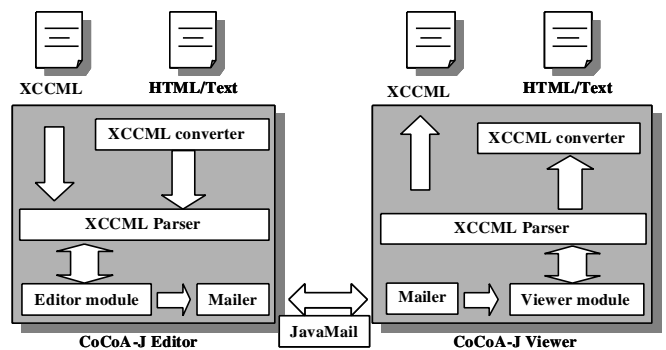 XCCML
HTML/Text
XCCML converter
XCCML Parser
Editor module
Mailer
CoCoA-J Editor
JavaMail
XCCML
HTML/Text
XCCML converter
XCCML Parser
Mailer
Viewer module
CoCoA-J Viewer